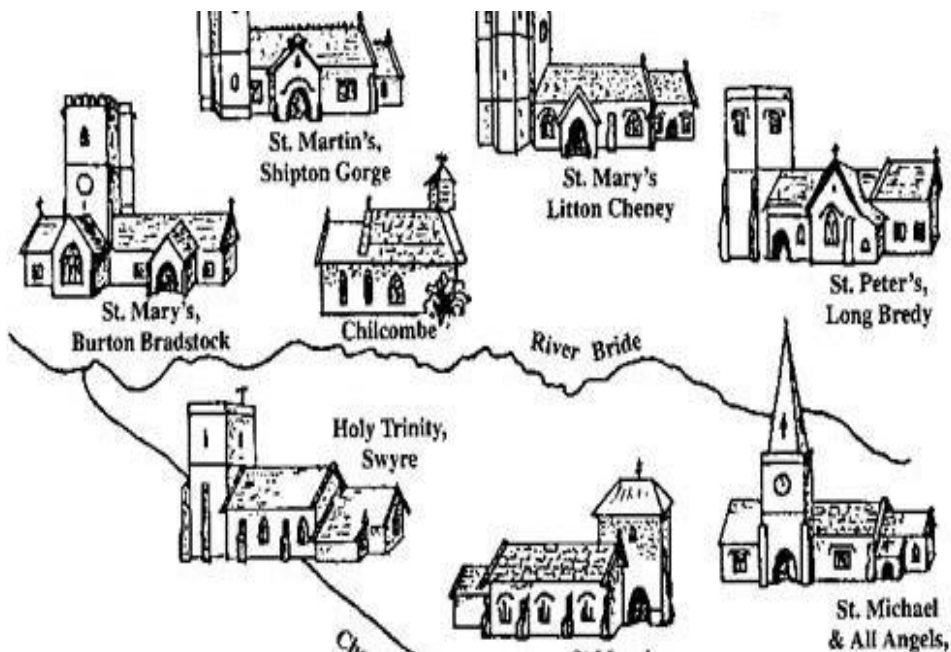 St. Martin's,
Shipton Gorge
St. Mary's
Litton Cheney
St. Peter's,
Long Bredy
St. Mary's,
Burton Bradstock
Chilcombe
River Bride
Holy Trinity,
Swyre
St. Michael
& All Angels,